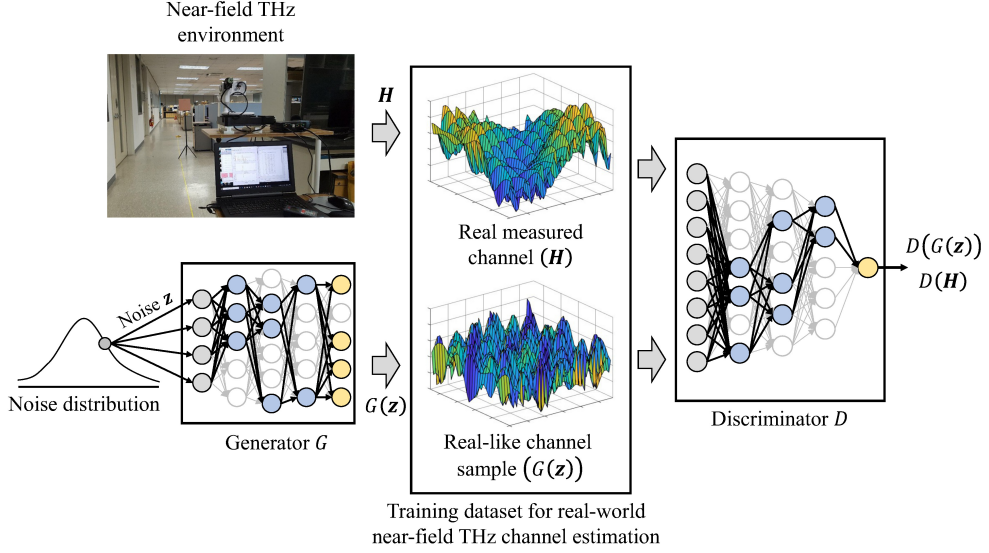 Near-field THz
environment
H
Real measured
channel (H)
Noise z
Noise distribution
Generator G
G(z)
Real-like channel
sample (G(z))
Training dataset for real-world
near-field THz channel estimation
Discriminator D
D(G(z))
D(H)